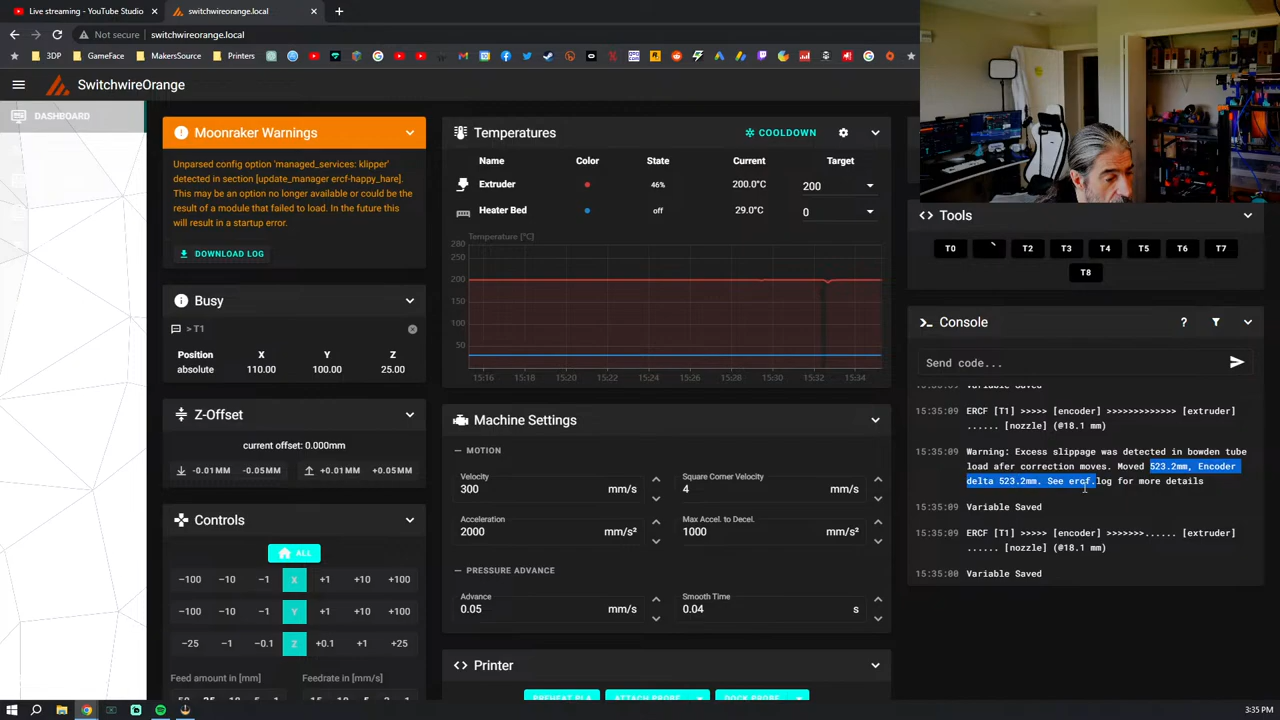 Live streaming - YouTube Studio
switchwireorange.local
Not secure
switchwireorange.local
3DP
GameFace
MakersSource
Printers
SwitchwireOrange
DASHBOARD
Moonraker Warnings
Unparsed config option 'managed_services: klipper'
detected in section [update_manager ercf-happy_hare].
This may be an option no longer available or could be the
result of a module that failed to load. In the future this
will result in a startup error.
DOWNLOAD LOG
Busy
> T1
Position X Y Z
absolute 110.00 100.00 25.00
Z-Offset
current offset: 0.000mm
-0.01MM -0.05MM +0.01MM +0.05MM
Controls
ALL
−100 −10 −1 X +1 +10 +100
−100 −10 −1 Y +1 +10 +100
−25 −1 −0.1 Z +0.1 +1 +25
Feed amount in [mm] Feedrate in [mm/s]
Temperatures
COOLDOWN
Name Color State Current Target
Extruder 46% 200.0°C 200
Heater Bed off 29.0°C 0
Temperature [°C]
280
250
200
150
100
50
15:16 15:18 15:20 15:22 15:24 15:26 15:28 15:30 15:32 15:34
Machine Settings
MOTION
Velocity
300 mm/s
Square Corner Velocity
4 mm/s
Acceleration
2000 mm/s²
Max Accel. to Decel.
1000 mm/s²
PRESSURE ADVANCE
Advance
0.05 mm/s
Smooth Time
0.04 s
Printer
PREHEAT PLA ATTACH PROBE DOCK PROBE
Tools
T0 ` T2 T3 T4 T5 T6 T7
T8
Console
Send code...
15:35:09 Variable Saved
15:35:09 ERCF [T1] >>>>> [encoder] >>>>>>>>>>>>> [extruder]
...... [nozzle] (@18.1 mm)
15:35:09 Warning: Excess slippage was detected in bowden tube
load afer correction moves. Moved 523.2mm, Encoder
delta 523.2mm. See ercf.log for more details
15:35:09 Variable Saved
15:35:09 ERCF [T1] >>>>> [encoder] >>>>>>>...... [extruder]
...... [nozzle] (@18.1 mm)
15:35:00 Variable Saved
3:35 PM